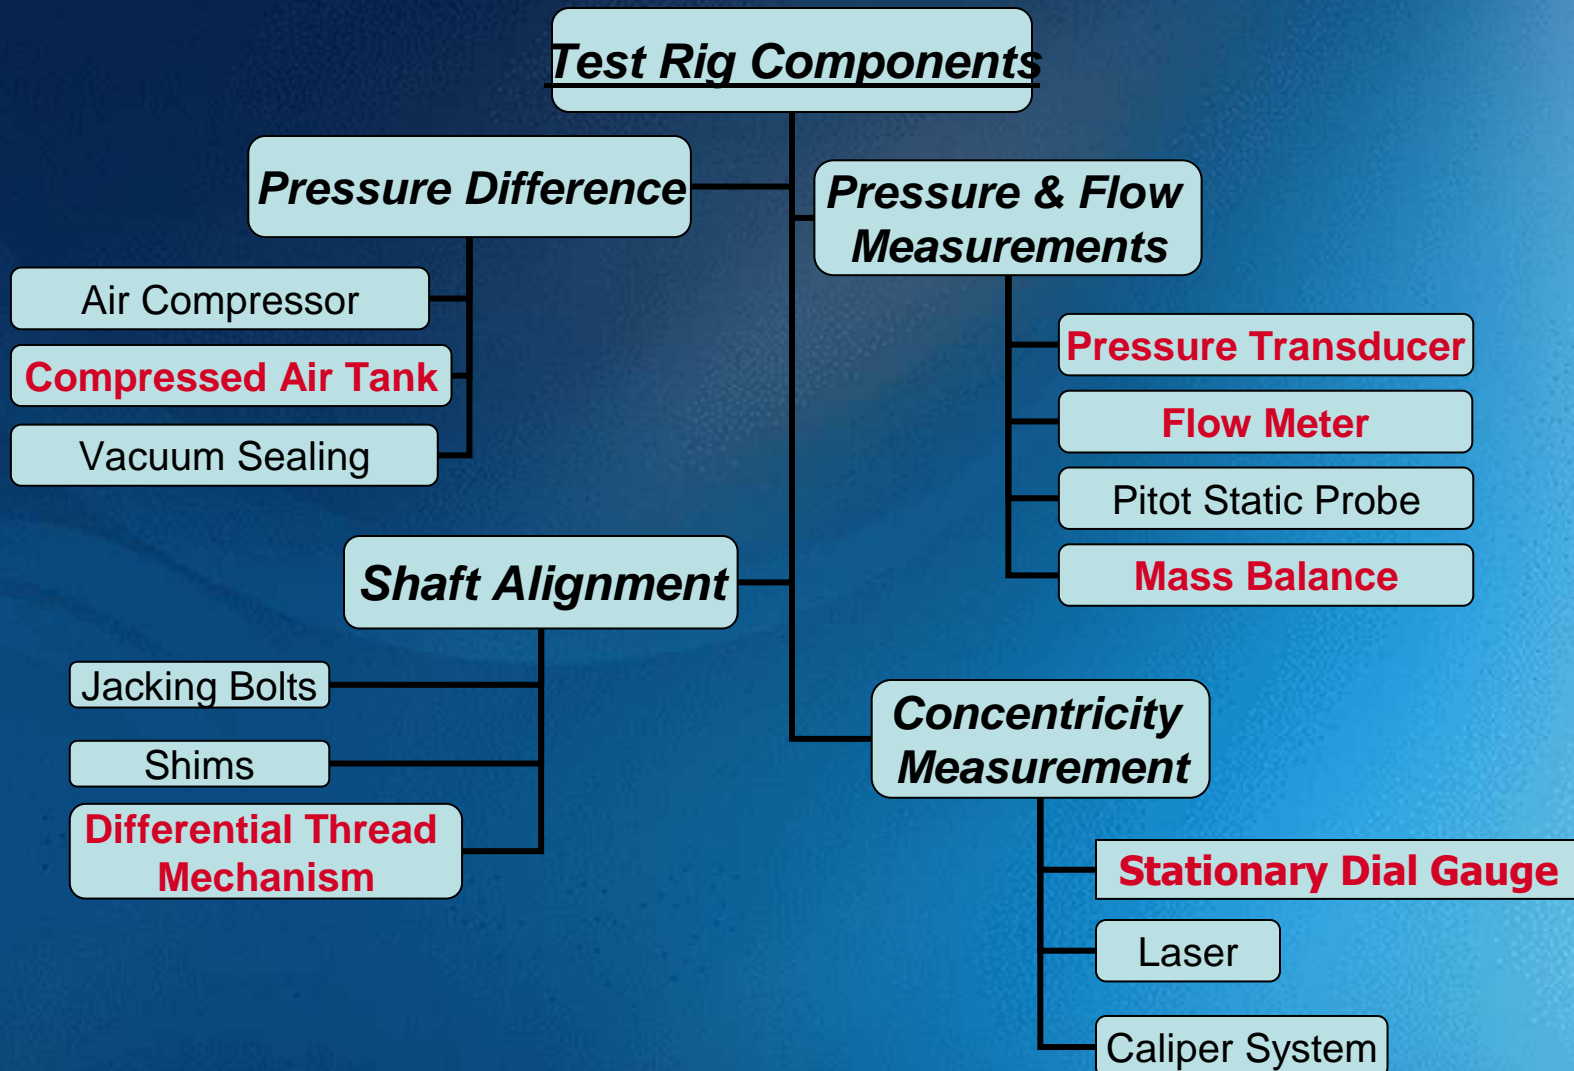 Test Rig Components
Pressure Difference
Air Compressor
Compressed Air Tank
Vacuum Sealing
Pressure & Flow
Measurements
Pressure Transducer
Flow Meter
Pitot Static Probe
Mass Balance
Shaft Alignment
Jacking Bolts
Shims
Differential Thread
Mechanism
Concentricity
Measurement
Stationary Dial Gauge
Laser
Caliper System